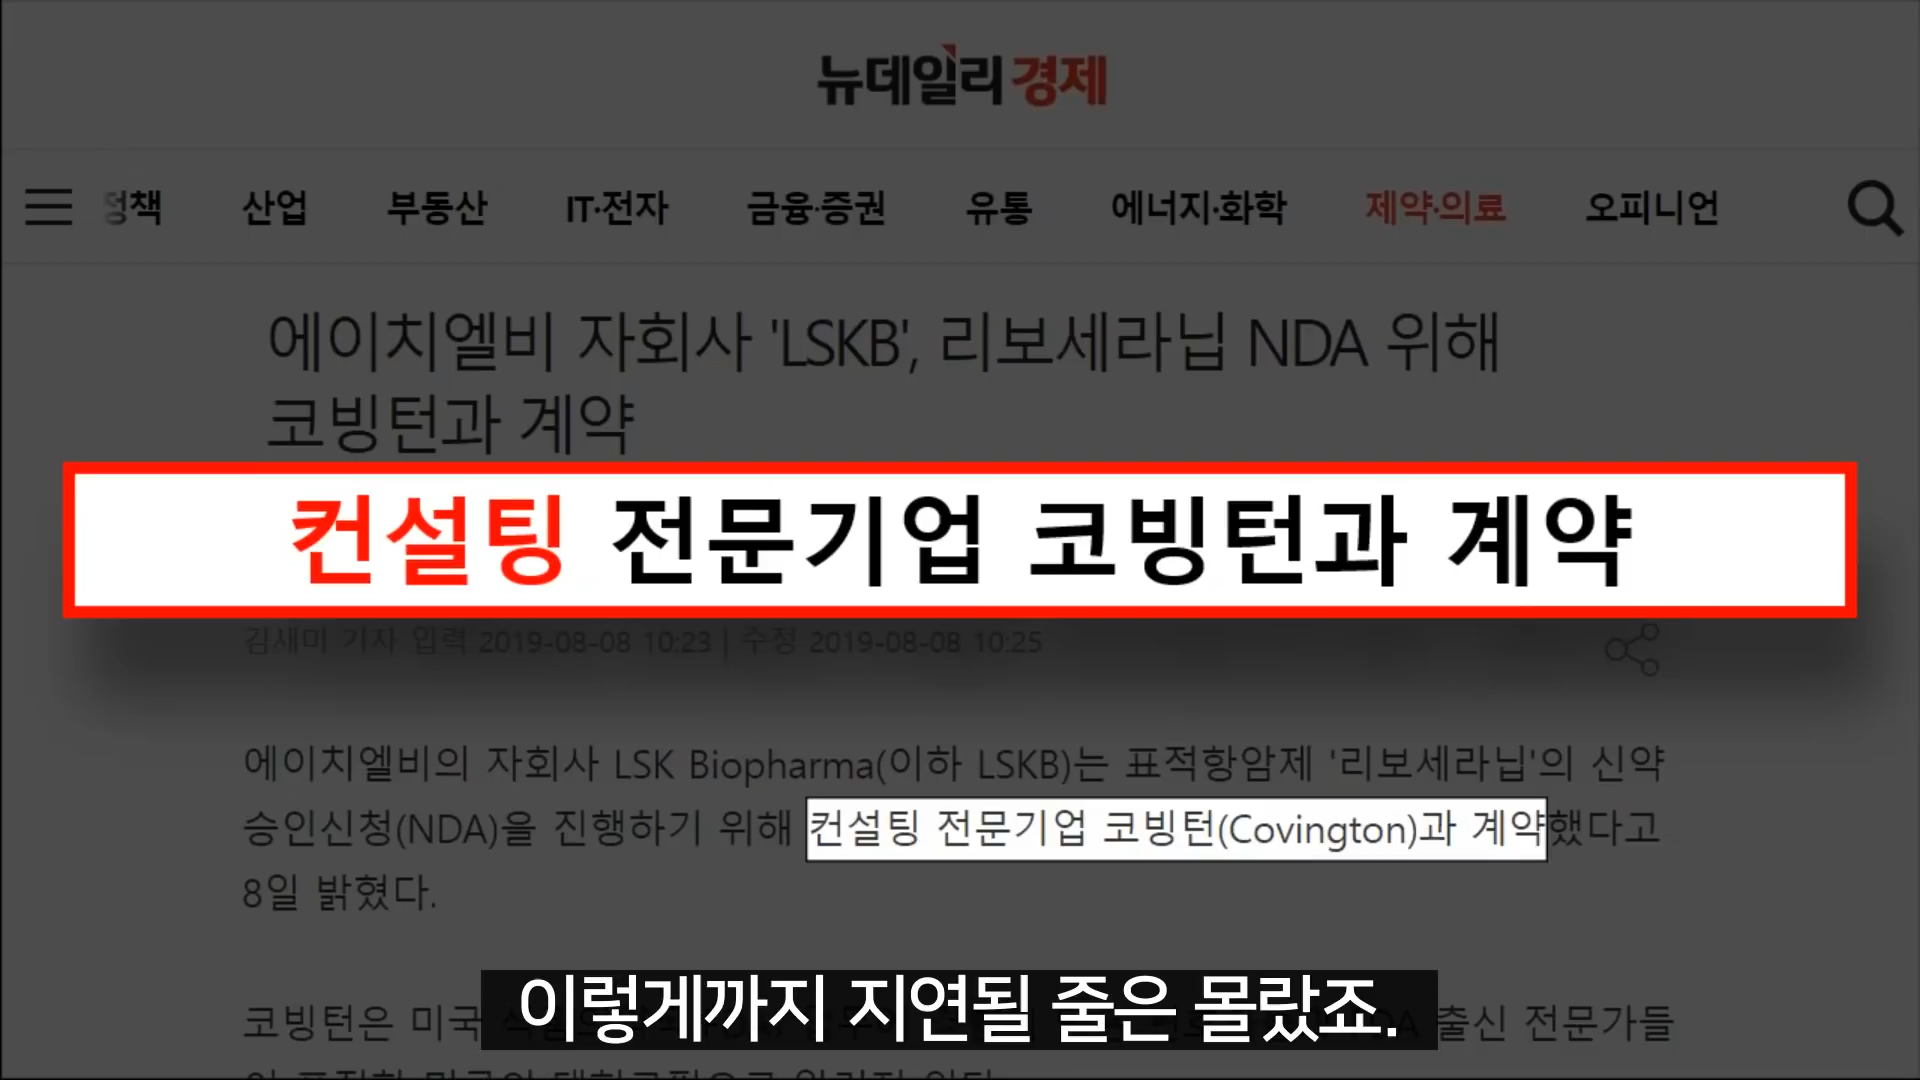 뉴데일리경제
정책 산업 부동산 IT·전자 금융·증권 유통 에너지·화학 제약·의료 오피니언
에이치엘비 자회사 'LSKB', 리보세라닙 NDA 위해
코빙턴과 계약
컨설팅 전문기업 코빙턴과 계약
김새미 기자 입력 2019-08-08 10:23 | 수정 2019-08-08 10:25
에이치엘비의 자회사 LSK Biopharma(이하 LSKB)는 표적항암제 '리보세라닙'의 신약
승인신청(NDA)을 진행하기 위해 컨설팅 전문기업 코빙턴(Covington)과 계약했다고
8일 밝혔다.
이렇게까지 지연될 줄은 몰랐죠.
코빙턴은 미국 출신 전문가들